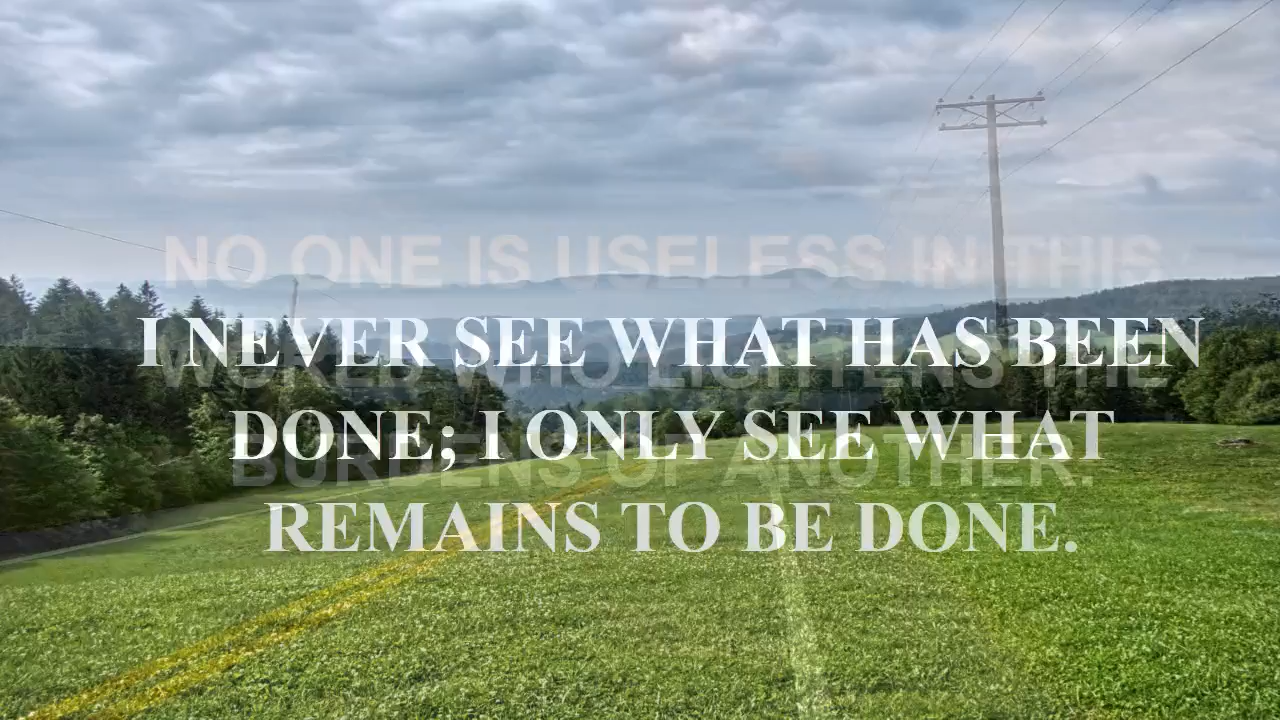 NO ONE IS USELESS IN THIS
WORLD WHO LIGHTENS THE
BURDENS OF ANOTHER.
I NEVER SEE WHAT HAS BEEN
DONE; I ONLY SEE WHAT
REMAINS TO BE DONE.